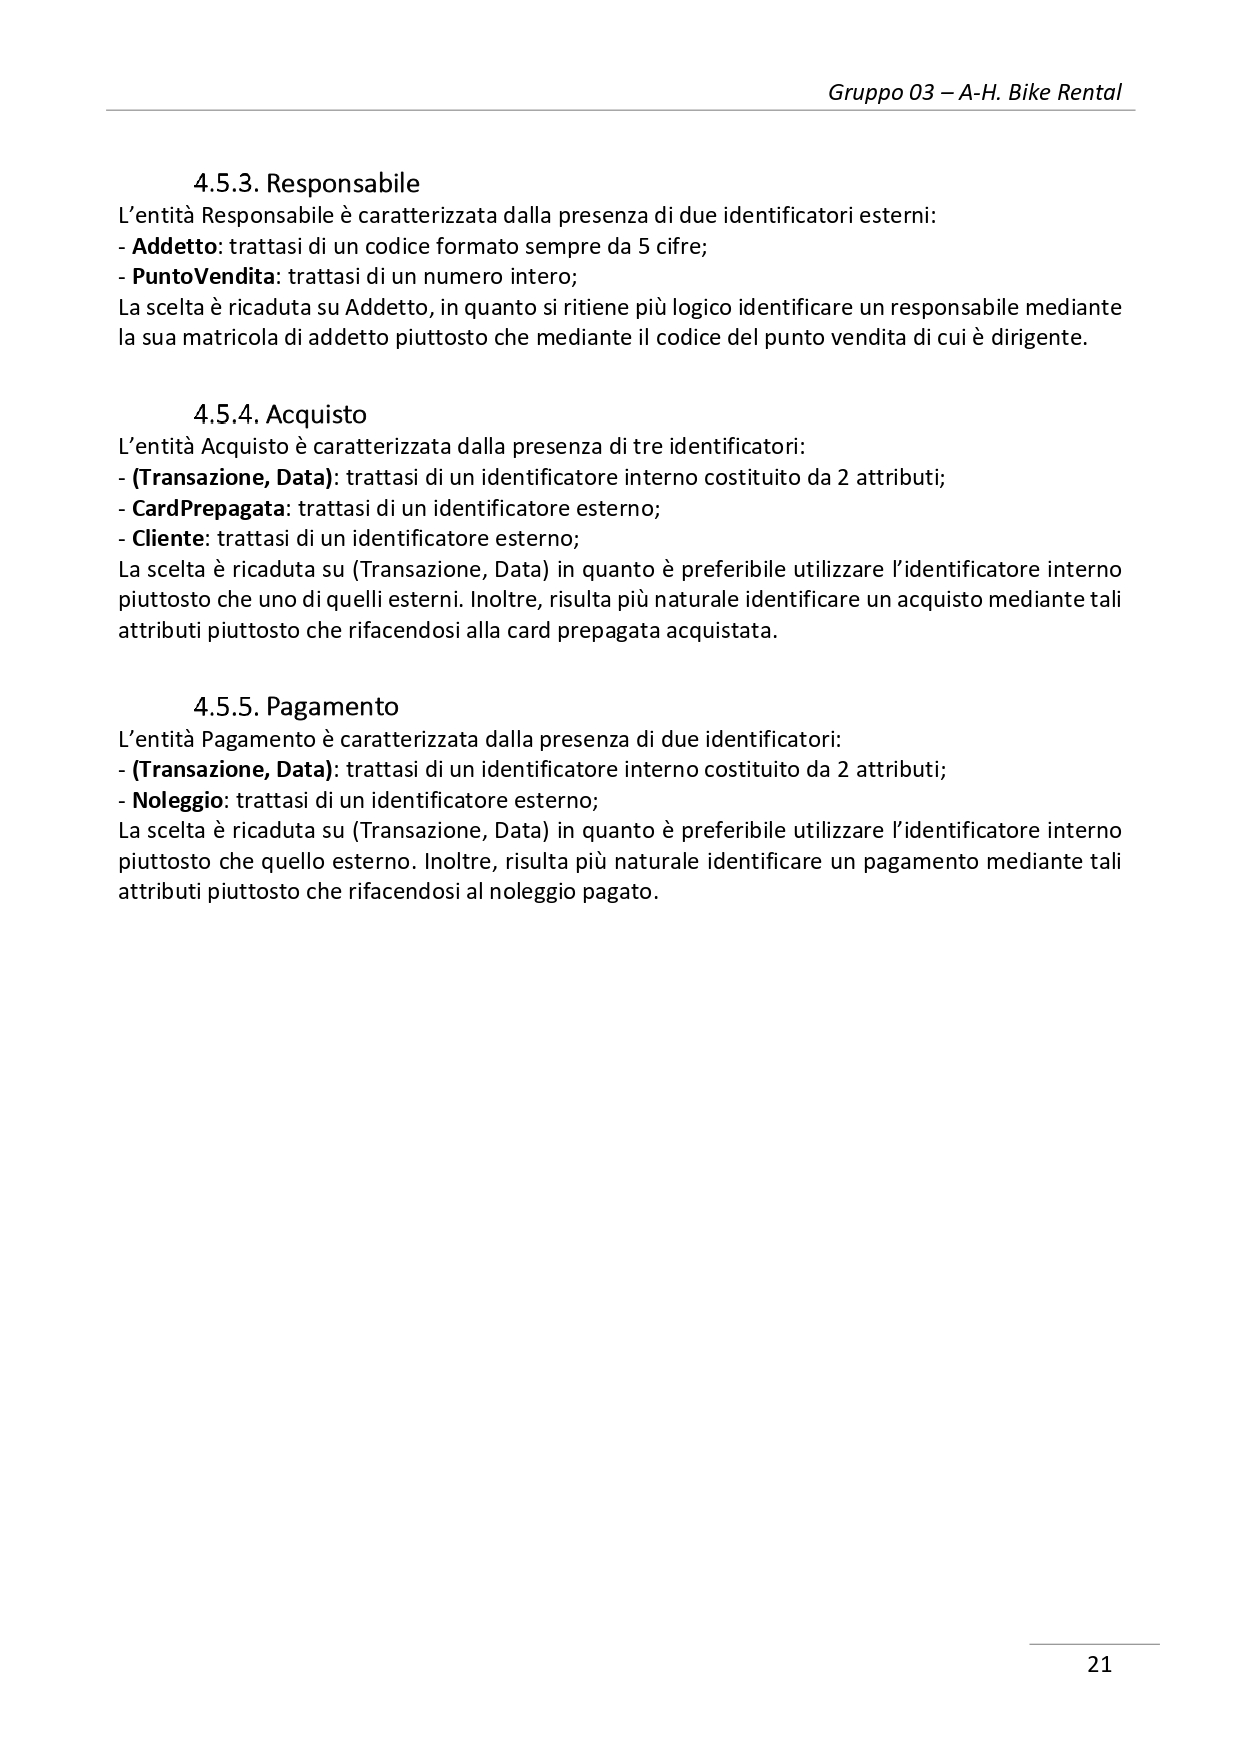 Gruppo 03 – A-H. Bike Rental
4.5.3. Responsabile
L’entità Responsabile è caratterizzata dalla presenza di due identificatori esterni:
- Addetto: trattasi di un codice formato sempre da 5 cifre;
- PuntoVendita: trattasi di un numero intero;
La scelta è ricaduta su Addetto, in quanto si ritiene più logico identificare un responsabile mediante
la sua matricola di addetto piuttosto che mediante il codice del punto vendita di cui è dirigente.
4.5.4. Acquisto
L’entità Acquisto è caratterizzata dalla presenza di tre identificatori:
- (Transazione, Data): trattasi di un identificatore interno costituito da 2 attributi;
- CardPrepagata: trattasi di un identificatore esterno;
- Cliente: trattasi di un identificatore esterno;
La scelta è ricaduta su (Transazione, Data) in quanto è preferibile utilizzare l’identificatore interno
piuttosto che uno di quelli esterni. Inoltre, risulta più naturale identificare un acquisto mediante tali
attributi piuttosto che rifacendosi alla card prepagata acquistata.
4.5.5. Pagamento
L’entità Pagamento è caratterizzata dalla presenza di due identificatori:
- (Transazione, Data): trattasi di un identificatore interno costituito da 2 attributi;
- Noleggio: trattasi di un identificatore esterno;
La scelta è ricaduta su (Transazione, Data) in quanto è preferibile utilizzare l’identificatore interno
piuttosto che quello esterno. Inoltre, risulta più naturale identificare un pagamento mediante tali
attributi piuttosto che rifacendosi al noleggio pagato.
21